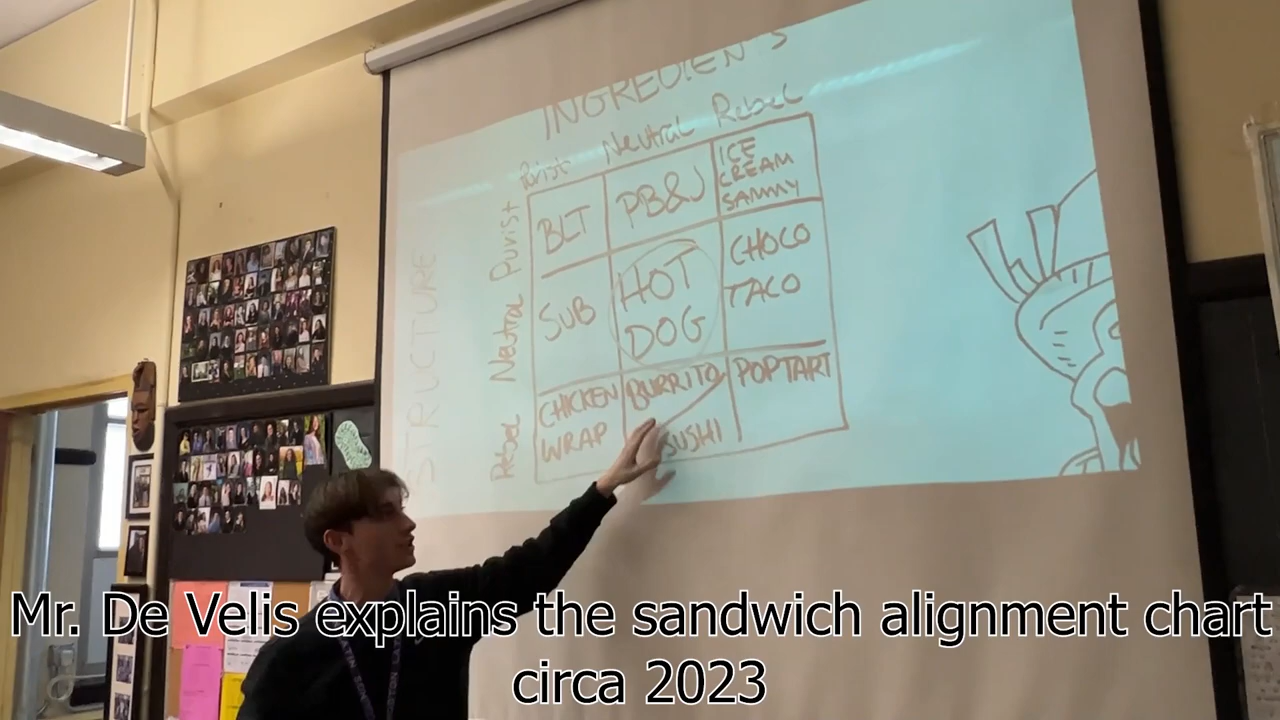 INGREDIEN S
Purist Neutral Rebel
STRUCTURE
Purist
Neutral
Rebel
BLT
PB&J
ICE
CREAM
SAMMY
SUB
HOT
DOG
CHOCO
TACO
CHICKEN
WRAP
BURRITO
SUSHI
POPTART
Mr. De Velis explains the sandwich alignment chart
circa 2023